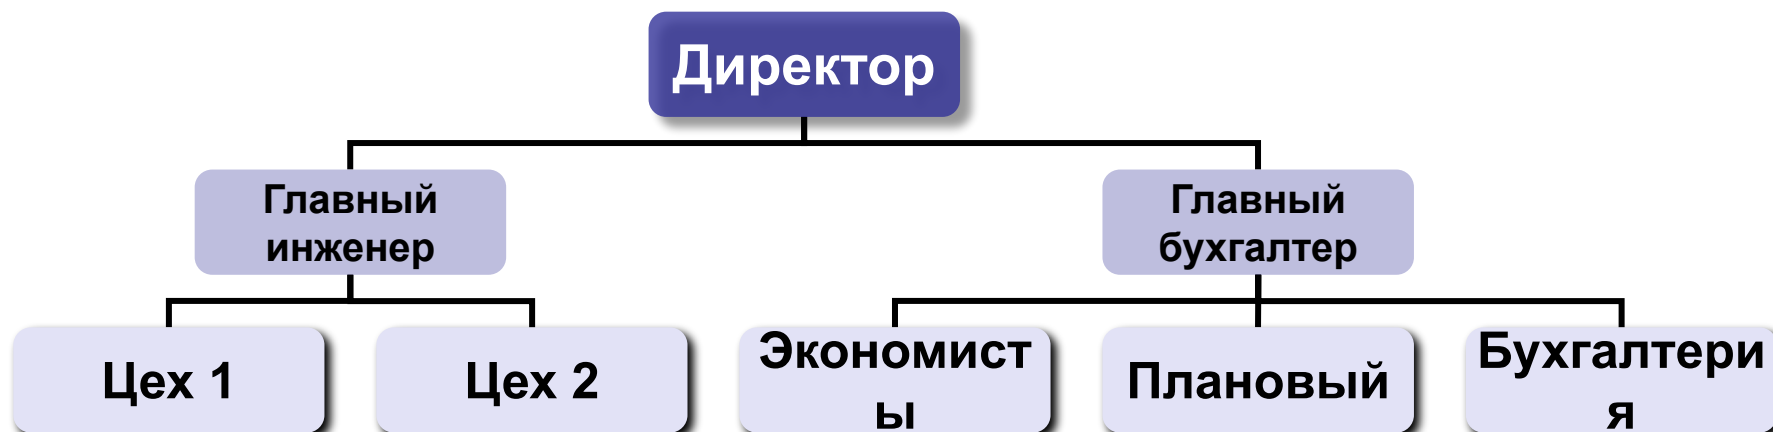 Директор
Главный
инженер
Главный
бухгалтер
Цех 1
Цех 2
Экономист
ы
Плановый
Бухгалтери
я